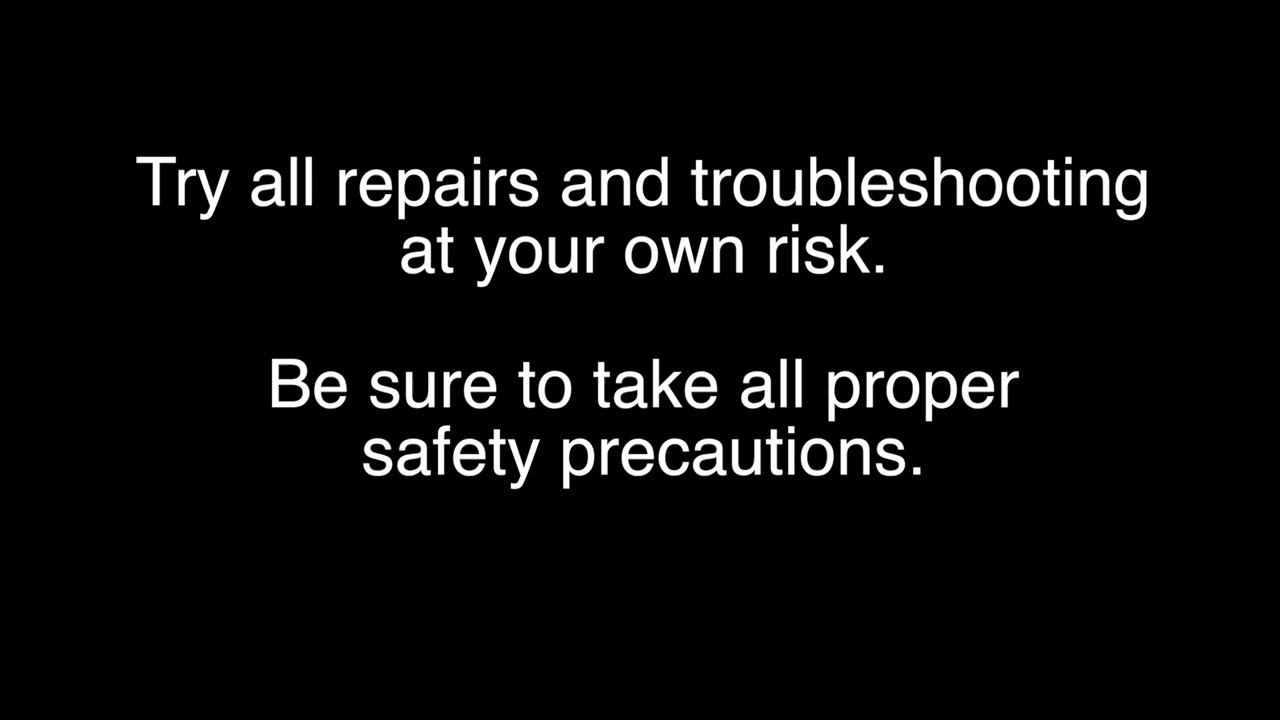 Try all repairs and troubleshooting
at your own risk.
Be sure to take all proper
safety precautions.